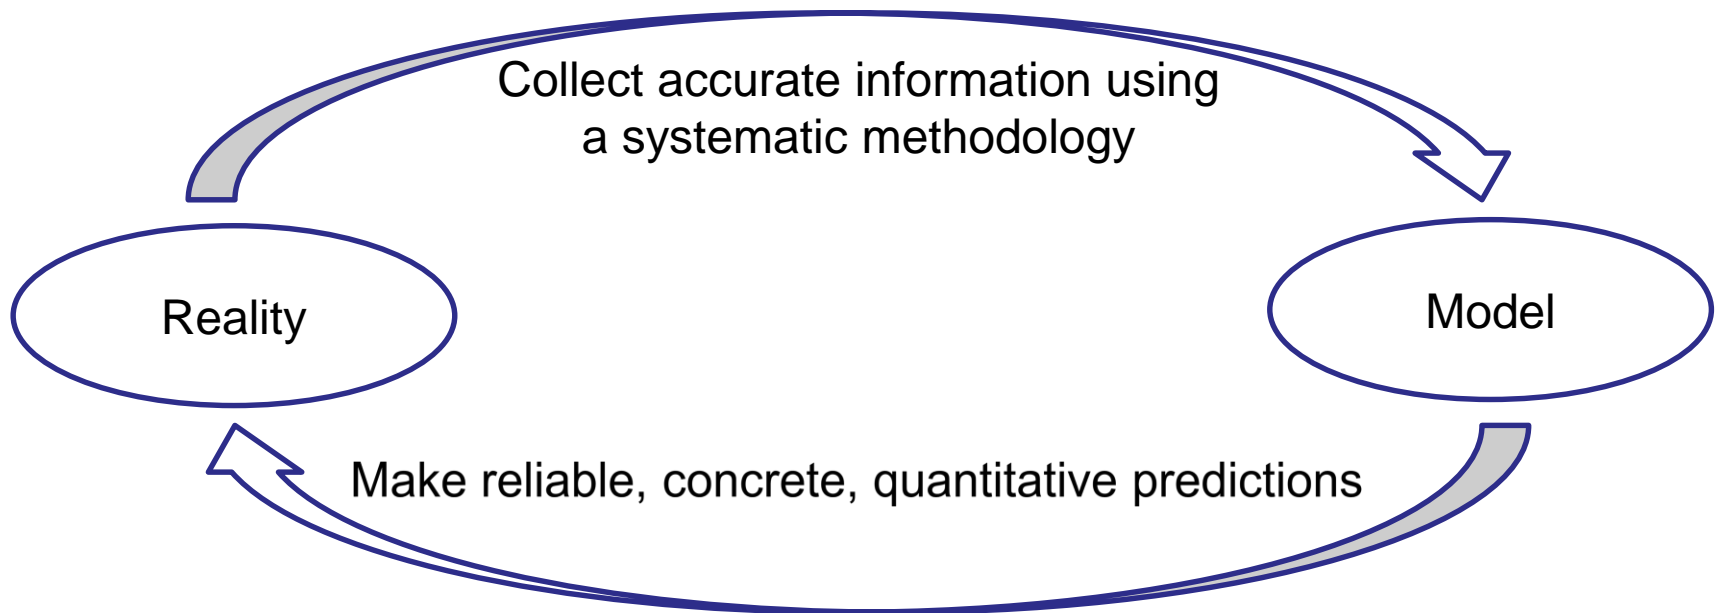 Collect accurate information using
a systematic methodology
Reality
Model
Make reliable, concrete, quantitative predictions